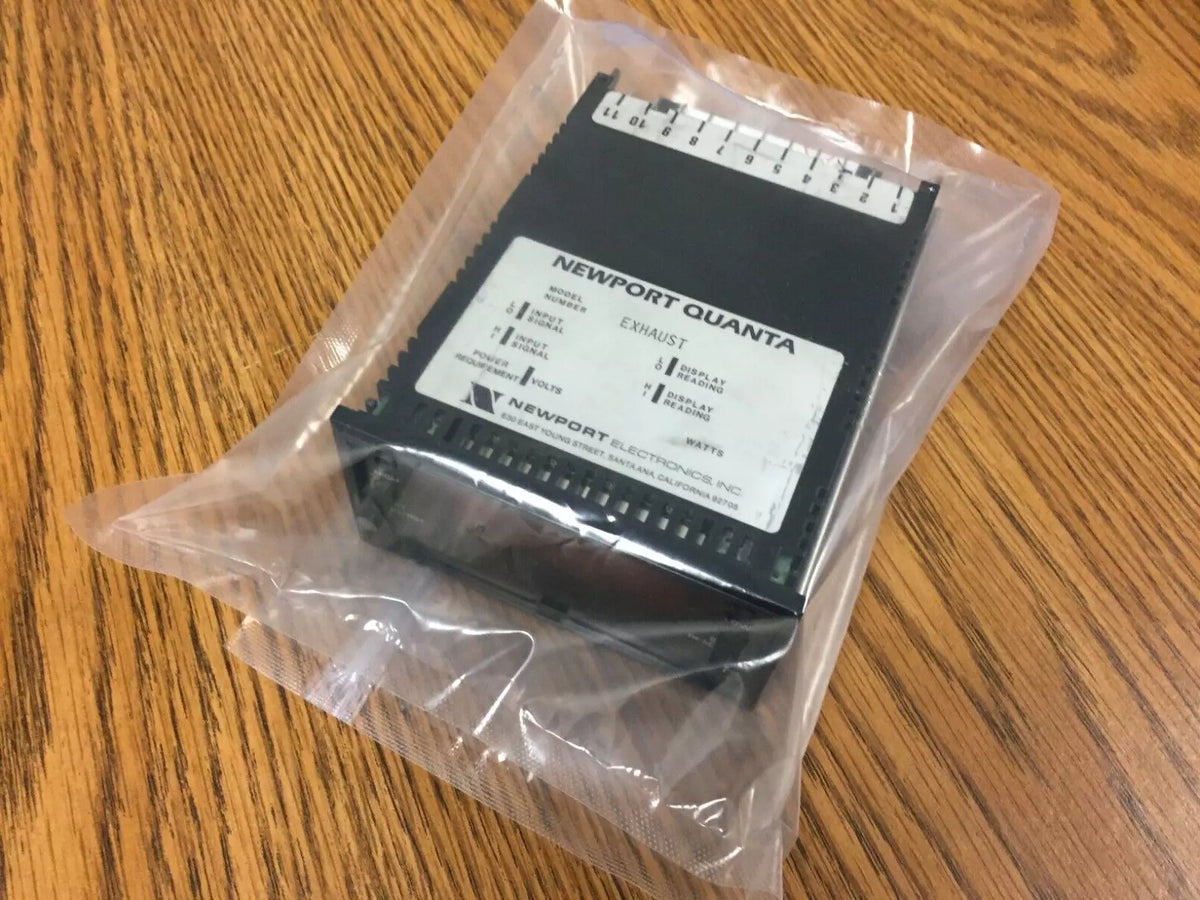 11 10 9 8 7 6 5 4 3 2 1
NEWPORT QUANTA
MODEL
NUMBER
EXHAUST
LO INPUT
SIGNAL
HI INPUT
SIGNAL
LO DISPLAY
READING
HI DISPLAY
READING
POWER
REQUIREMENT VOLTS
WATTS
N NEWPORT ELECTRONICS, INC.
630 EAST YOUNG STREET, SANTA ANA, CALIFORNIA 92705